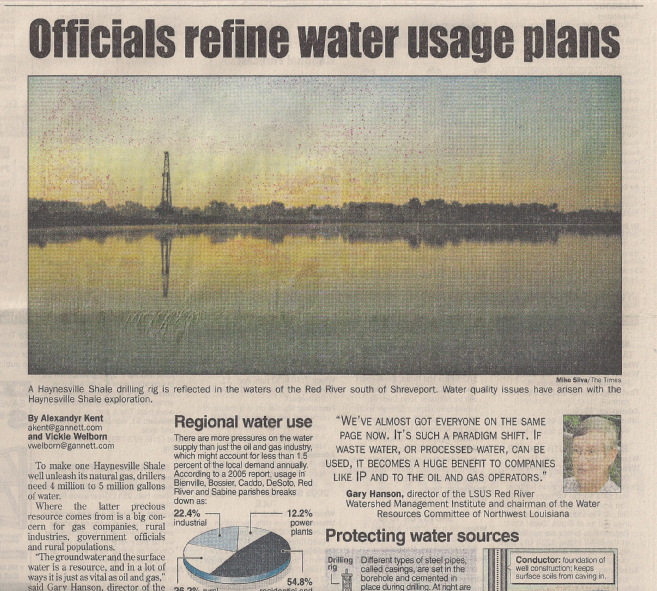 Officials refine water usage plans
Mike Silva/The Times
A Haynesville Shale drilling rig is reflected in the waters of the Red River south of Shreveport. Water quality issues have arisen with the
Haynesville Shale exploration.
By Alexandyr Kent
akent@gannett.com
and Vickie Welborn
vwelborn@gannett.com
To make one Haynesville Shale
well unleash its natural gas, drillers
need 4 million to 5 million gallons
of water.
Where the latter precious
resource comes from is a big con-
cern for gas companies, rural
industries, government officials
and rural populations.
"The groundwater and the surface
water is a resource, and in a lot of
ways it is just as vital as oil and gas,"
said Gary Hanson, director of the
Regional water use
There are more pressures on the water
supply than just the oil and gas industry,
which might account for less than 1.5
percent of the local demand annually.
According to a 2005 report, usage in
Bienville, Bossier, Caddo, DeSoto, Red
River and Sabine parishes breaks
down as:
22.4%
industrial
12.2%
power
plants
54.8%
"WE'VE ALMOST GOT EVERYONE ON THE SAME
PAGE NOW. IT'S SUCH A PARADIGM SHIFT. IF
WASTE WATER, OR PROCESSED WATER, CAN BE
USED, IT BECOMES A HUGE BENEFIT TO COMPANIES
LIKE IP AND TO THE OIL AND GAS OPERATORS."
Gary Hanson, director of the LSUS Red River
Watershed Management Institute and chairman of the Water
Resources Committee of Northwest Louisiana
Protecting water sources
Drilling
rig
Different types of steel pipes,
called casings, are set in the
borehole and cemented in
place during drilling. At right are
Conductor: foundation of
well construction; keeps
surface soils from caving in.